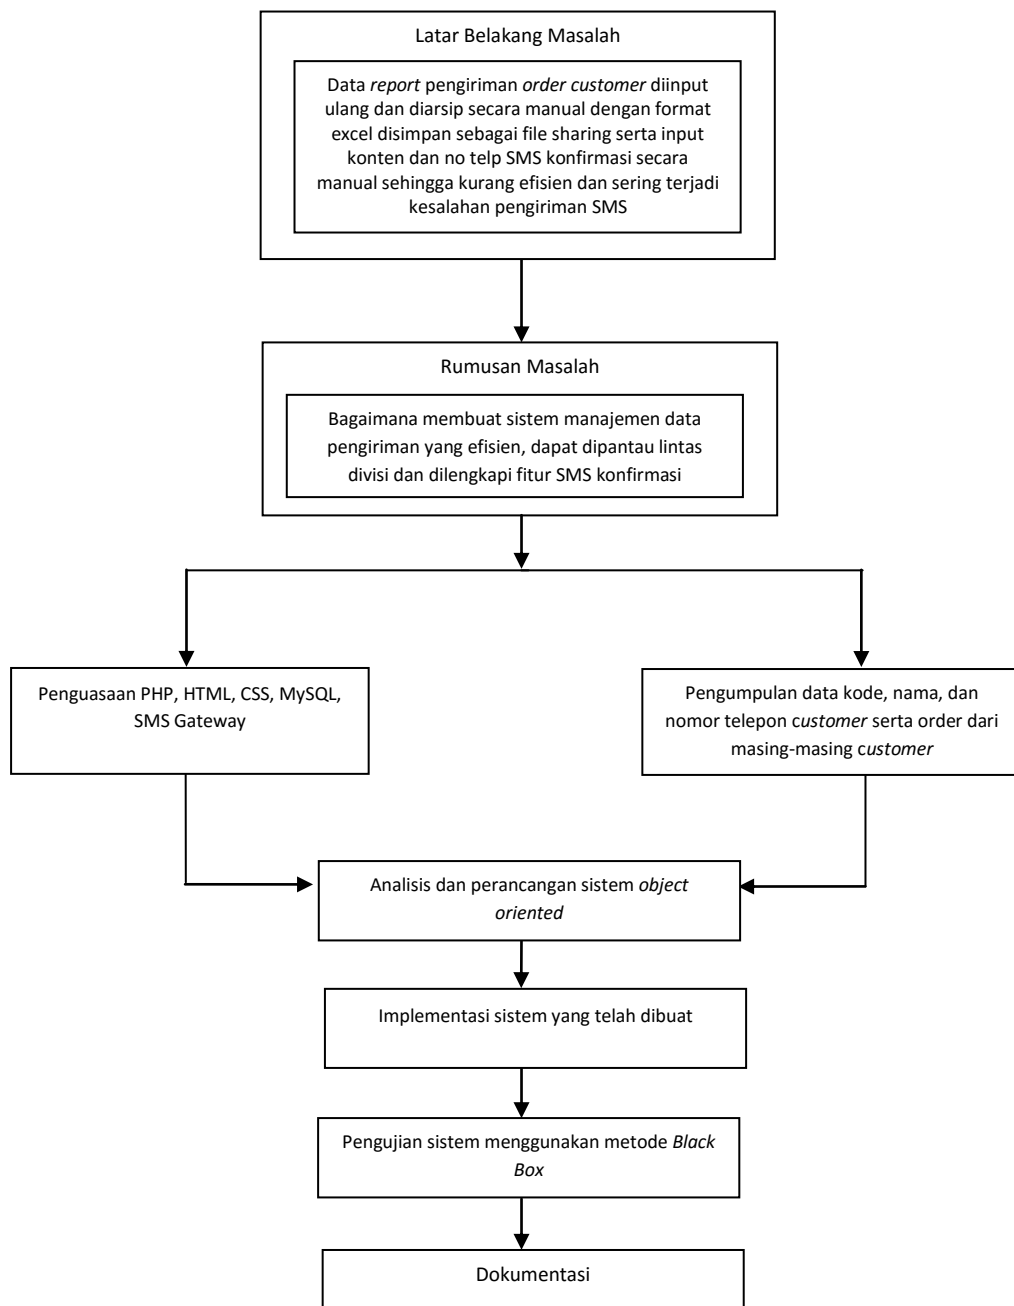 Latar Belakang Masalah
Data report pengiriman order customer diinput
ulang dan diarsip secara manual dengan format
excel disimpan sebagai file sharing serta input
konten dan no telp SMS konfirmasi secara
manual sehingga kurang efisien dan sering terjadi
kesalahan pengiriman SMS
Rumusan Masalah
Bagaimana membuat sistem manajemen data
pengiriman yang efisien, dapat dipantau lintas
divisi dan dilengkapi fitur SMS konfirmasi
Penguasaan PHP, HTML, CSS, MySQL,
SMS Gateway
Pengumpulan data kode, nama, dan
nomor telepon customer serta order dari
masing-masing customer
Analisis dan perancangan sistem object
oriented
Implementasi sistem yang telah dibuat
Pengujian sistem menggunakan metode Black
Box
Dokumentasi